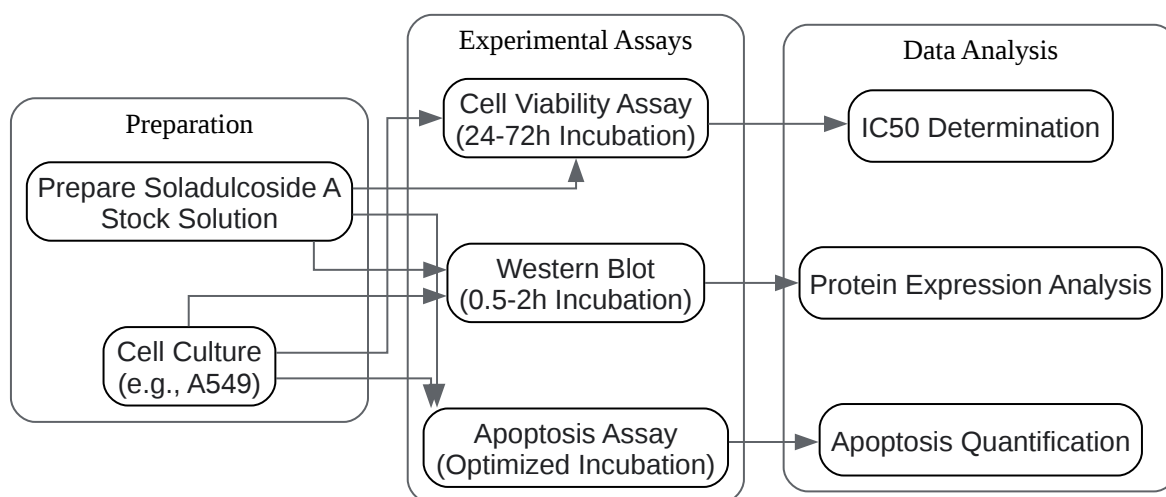 Preparation
Prepare Soladulcoside A
Stock Solution
Cell Culture
(e.g., A549)
Experimental Assays
Cell Viability Assay
(24-72h Incubation)
Western Blot
(0.5-2h Incubation)
Apoptosis Assay
(Optimized Incubation)
Data Analysis
IC50 Determination
Protein Expression Analysis
Apoptosis Quantification